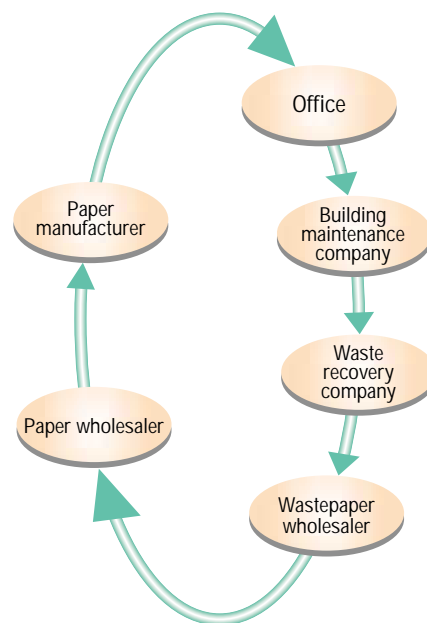 Office
Building
maintenance
company
Waste
recovery
company
Wastepaper
wholesaler
Paper wholesaler
Paper
manufacturer